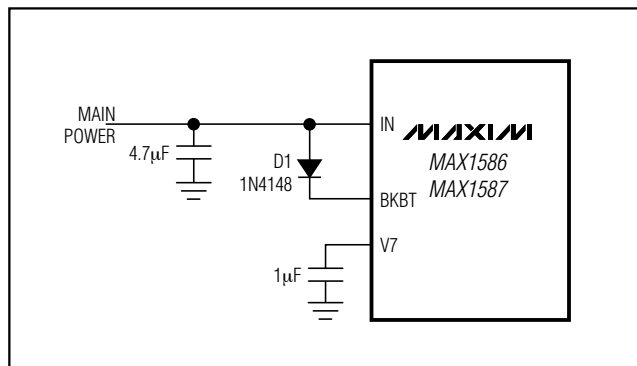 MAIN
POWER
4.7μF
D1
1N4148
IN
MAXIM
MAX1586
MAX1587
BKBT
V7
1μF